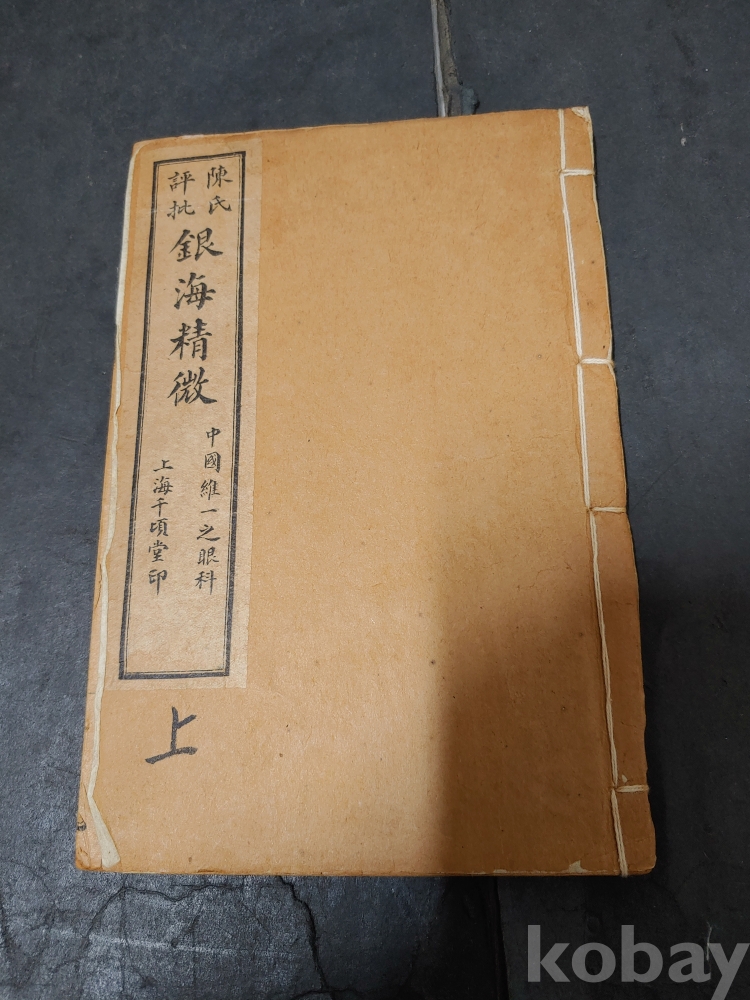 陳氏
評批
銀海精微
中國維一之眼科
上海千頃堂印
上
kobay